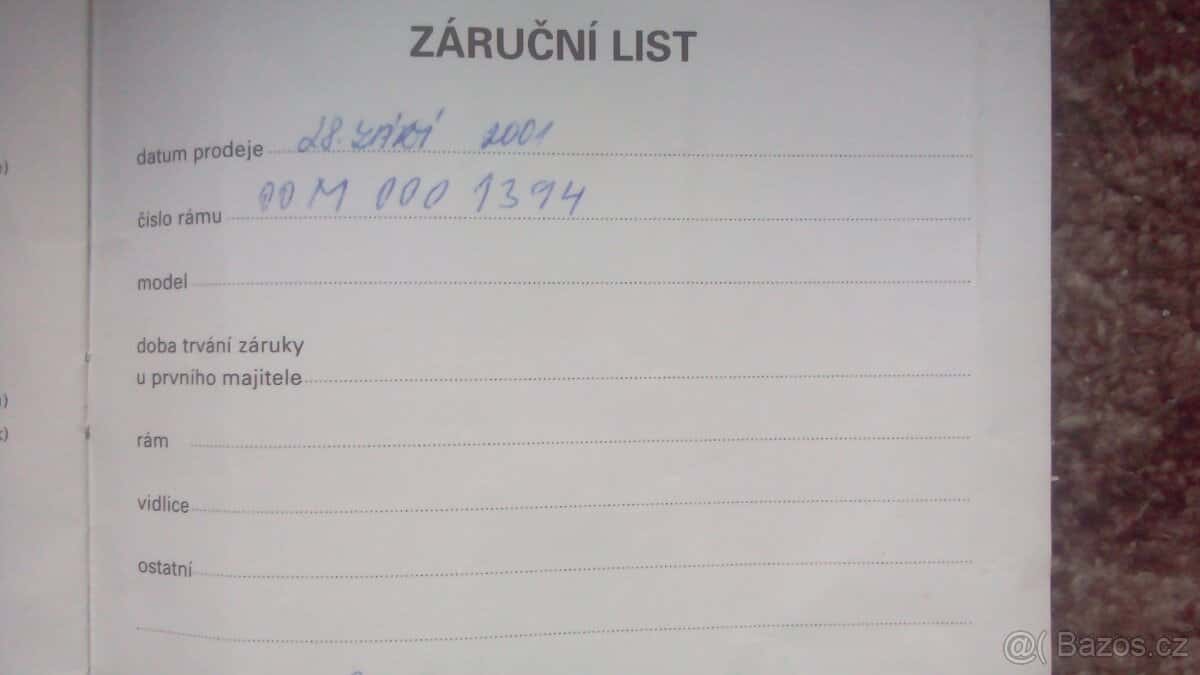 ZÁRUČNÍ LIST
datum prodeje 28. ZÁŘÍ 2001
číslo rámu 00 M 000 1394
model
doba trvání záruky
u prvního majitele
rám
vidlice
ostatní
@( Bazos.cz